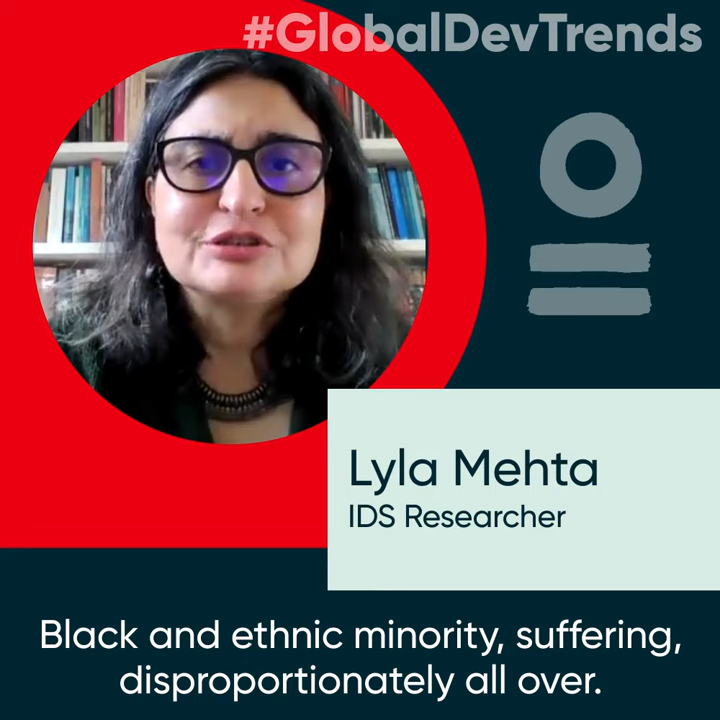 #GlobalDevTrends
Lyla Mehta
IDS Researcher
Black and ethnic minority, suffering,
disproportionately all over.